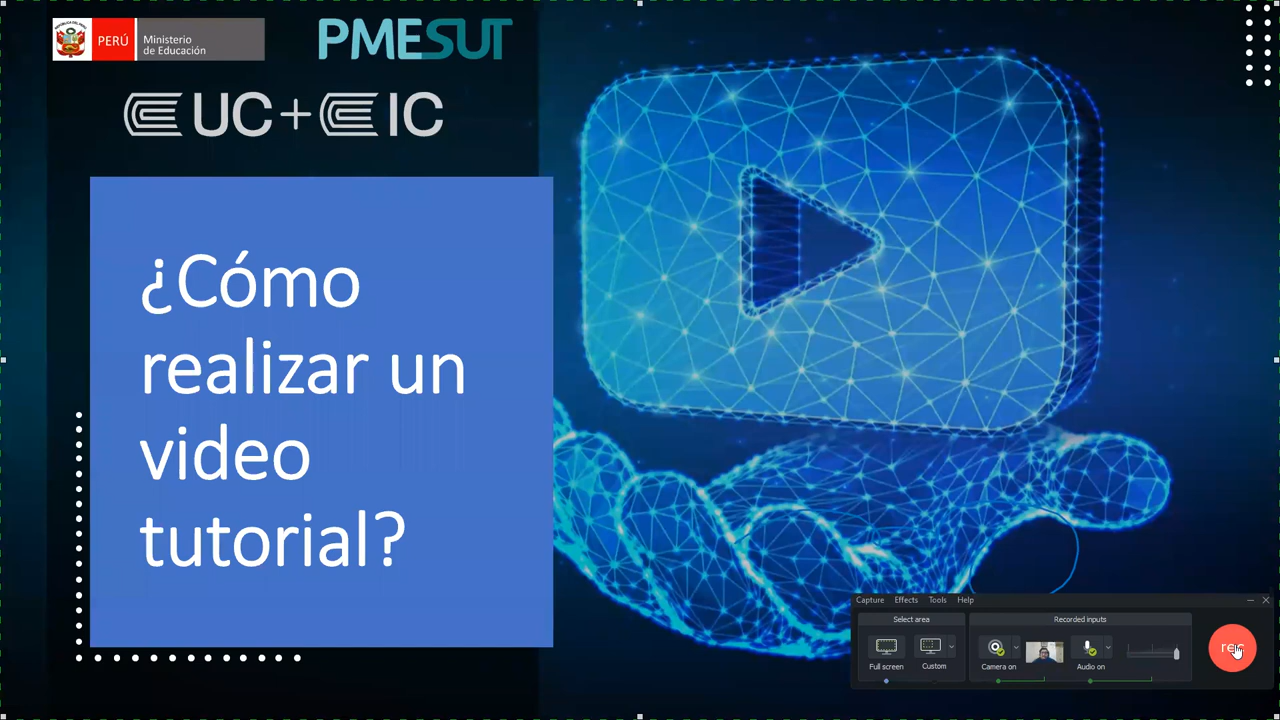 PERÚ
Ministerio
de Educación
PMESUT
UC+ IC
¿Cómo
realizar un
video
tutorial?
Capture Effects Tools Help
Select area
Recorded inputs
Full screen
Custom
Camera on
Audio on
rec